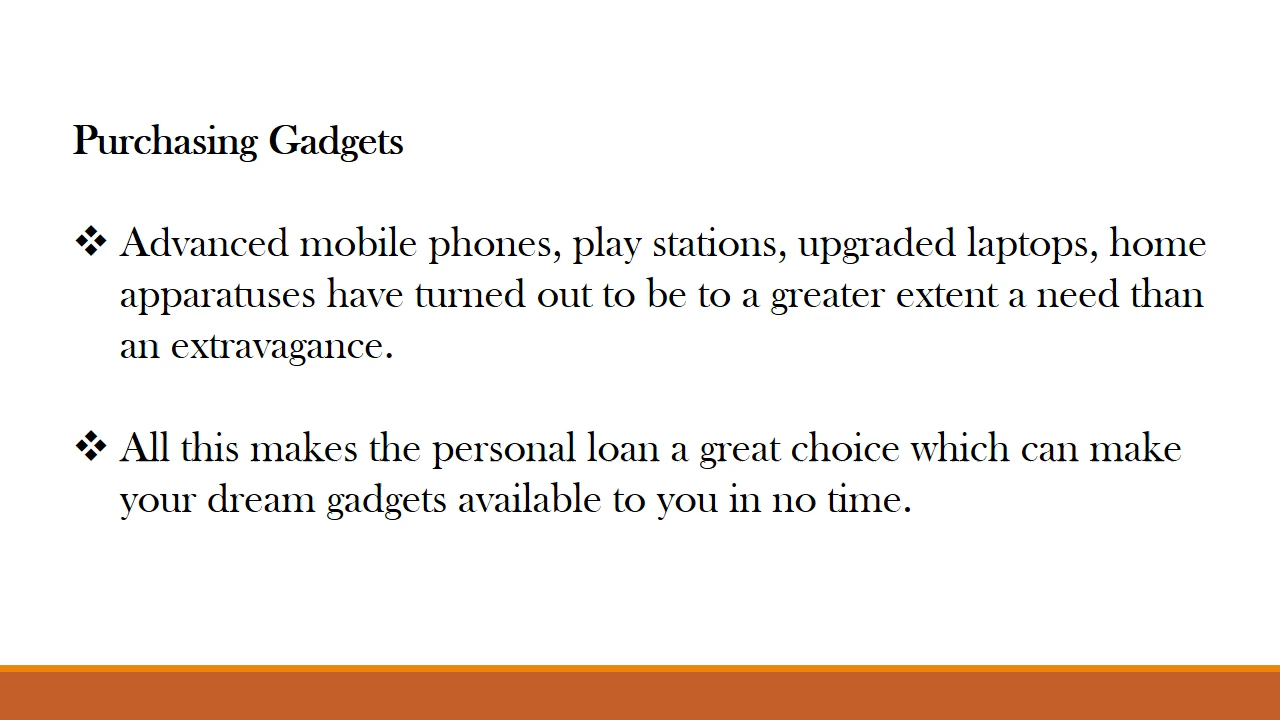 Purchasing Gadgets
❖ Advanced mobile phones, play stations, upgraded laptops, home
apparatuses have turned out to be to a greater extent a need than
an extravagance.
❖ All this makes the personal loan a great choice which can make
your dream gadgets available to you in no time.